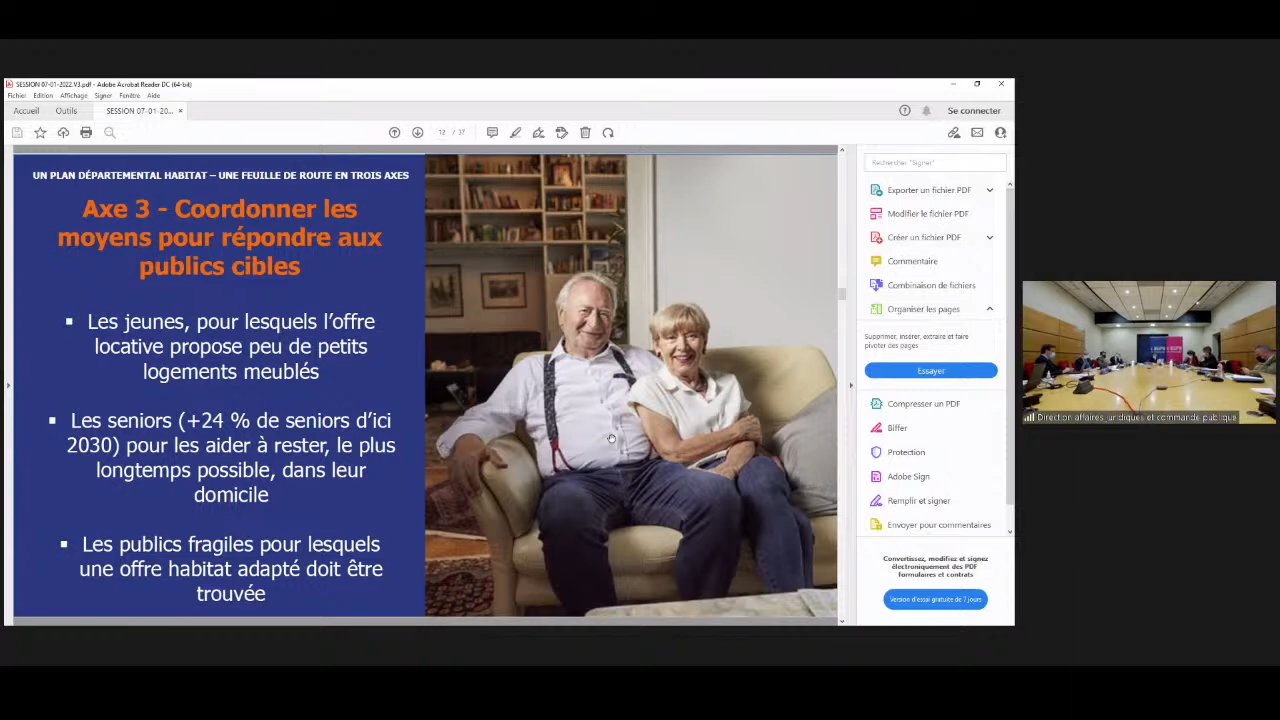 SESSION 07-01-2022.V3.pdf - Adobe Acrobat Reader DC (64-bit)
Fichier Edition Affichage Signer Fenêtre Aide
Accueil Outils SESSION 07-01-20... ×
Se connecter
12 / 37
UN PLAN DÉPARTEMENTAL HABITAT – UNE FEUILLE DE ROUTE EN TROIS AXES
Axe 3 - Coordonner les
moyens pour répondre aux
publics cibles
▪ Les jeunes, pour lesquels l’offre
locative propose peu de petits
logements meublés
▪ Les seniors (+24 % de seniors d’ici
2030) pour les aider à rester, le plus
longtemps possible, dans leur
domicile
▪ Les publics fragiles pour lesquels
une offre habitat adapté doit être
trouvée
Rechercher "Signer"
Exporter un fichier PDF
Modifier le fichier PDF
Créer un fichier PDF
Commentaire
Combinaison de fichiers
Organiser les pages
Supprimer, insérer, extraire et faire
pivoter des pages
Essayer
Compresser un PDF
Biffer
Protection
Adobe Sign
Remplir et signer
Envoyer pour commentaires
Convertissez, modifiez et signez
électroniquement des PDF
formulaires et contrats
Version d'essai gratuite de 7 jours
Direction affaires juridiques et commande publique